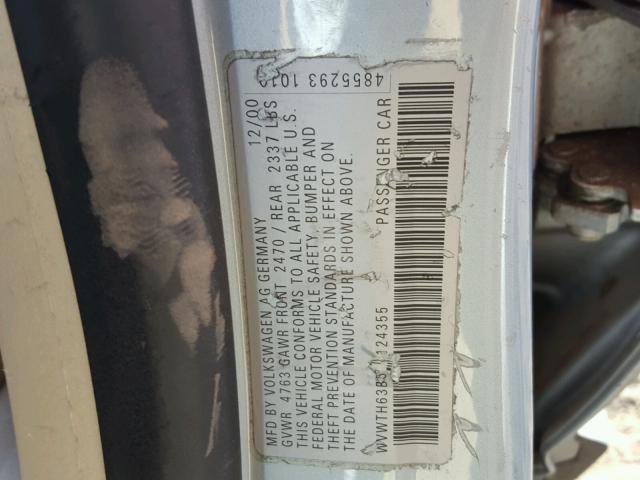 MFD BY VOLKSWAGEN AG GERMANY 12/00
GVWR 4763 GAWR FRONT 2470 / REAR 2337 LBS
THIS VEHICLE CONFORMS TO ALL APPLICABLE U.S.
FEDERAL MOTOR VEHICLE SAFETY, BUMPER AND
THEFT PREVENTION STANDARDS IN EFFECT ON
THE DATE OF MANUFACTURE SHOWN ABOVE.
4855293
PASSENGER CAR